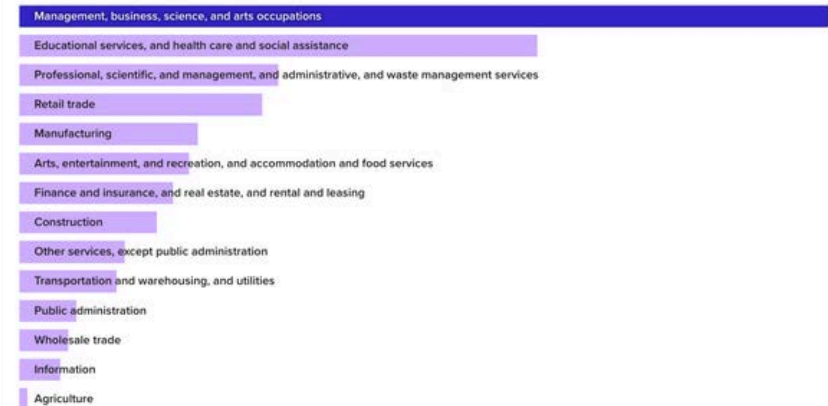 Management, business, science, and arts occupations
Educational services, and health care and social assistance
Professional, scientific, and management, and administrative, and waste management services
Retail trade
Manufacturing
Arts, entertainment, and recreation, and accommodation and food services
Finance and insurance, and real estate, and rental and leasing
Construction
Other services, except public administration
Transportation and warehousing, and utilities
Public administration
Wholesale trade
Information
Agriculture